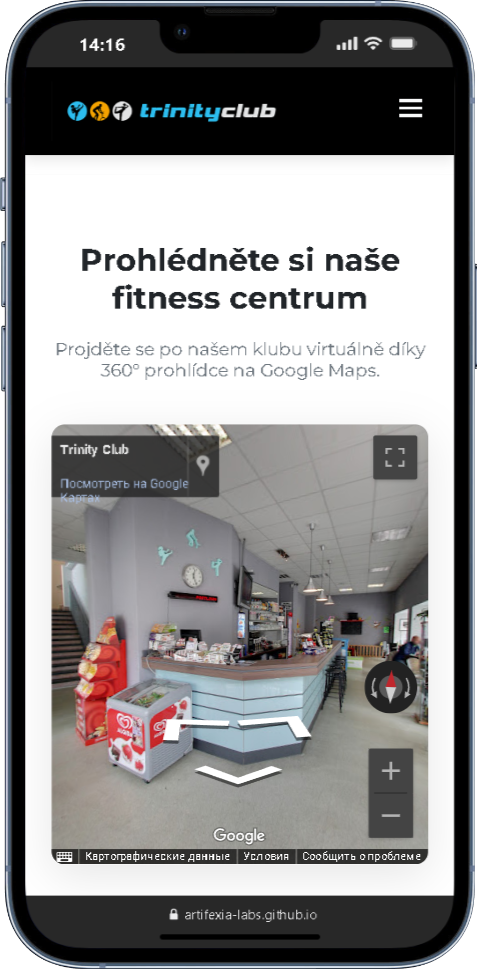 14:16
trinityclub
Prohlédněte si naše
fitness centrum
Projděte se po našem klubu virtuálně díky
360° prohlídce na Google Maps.
Trinity Club
Посмотреть на Google
Картах
Google
Картографические данные
Условия
Сообщить о проблеме
artifexia-labs.github.io